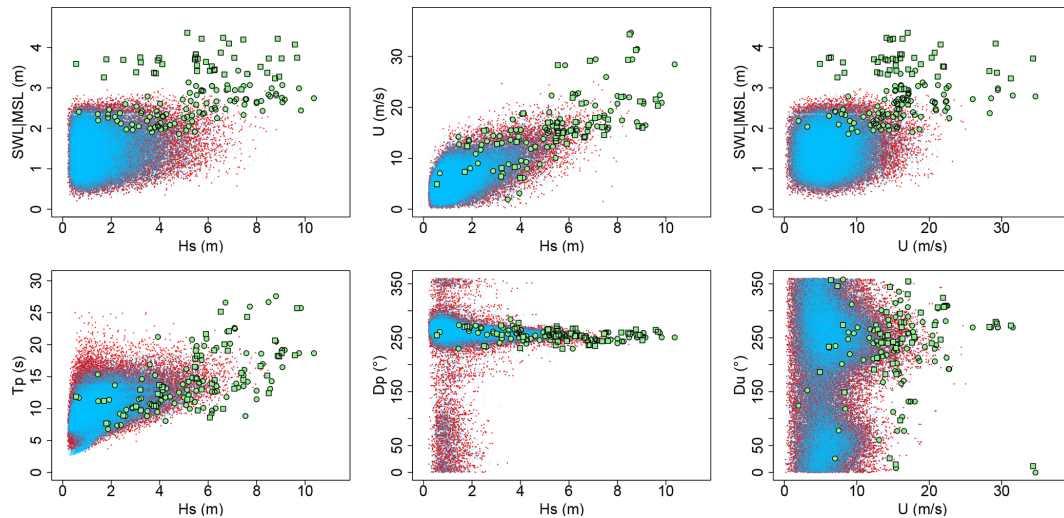 SWL|MSL (m)
0 1 2 3 4
0 2 4 6 8 10
Hs (m)
U (m/s)
0 10 20 30
0 2 4 6 8 10
Hs (m)
SWL|MSL (m)
0 1 2 3 4
0 10 20 30
U (m/s)
Tp (s)
0 5 10 15 20 25 30
0 2 4 6 8 10
Hs (m)
Dp (°)
0 50 150 250 350
0 2 4 6 8 10
Hs (m)
Du (°)
0 50 150 250 350
0 10 20 30
U (m/s)